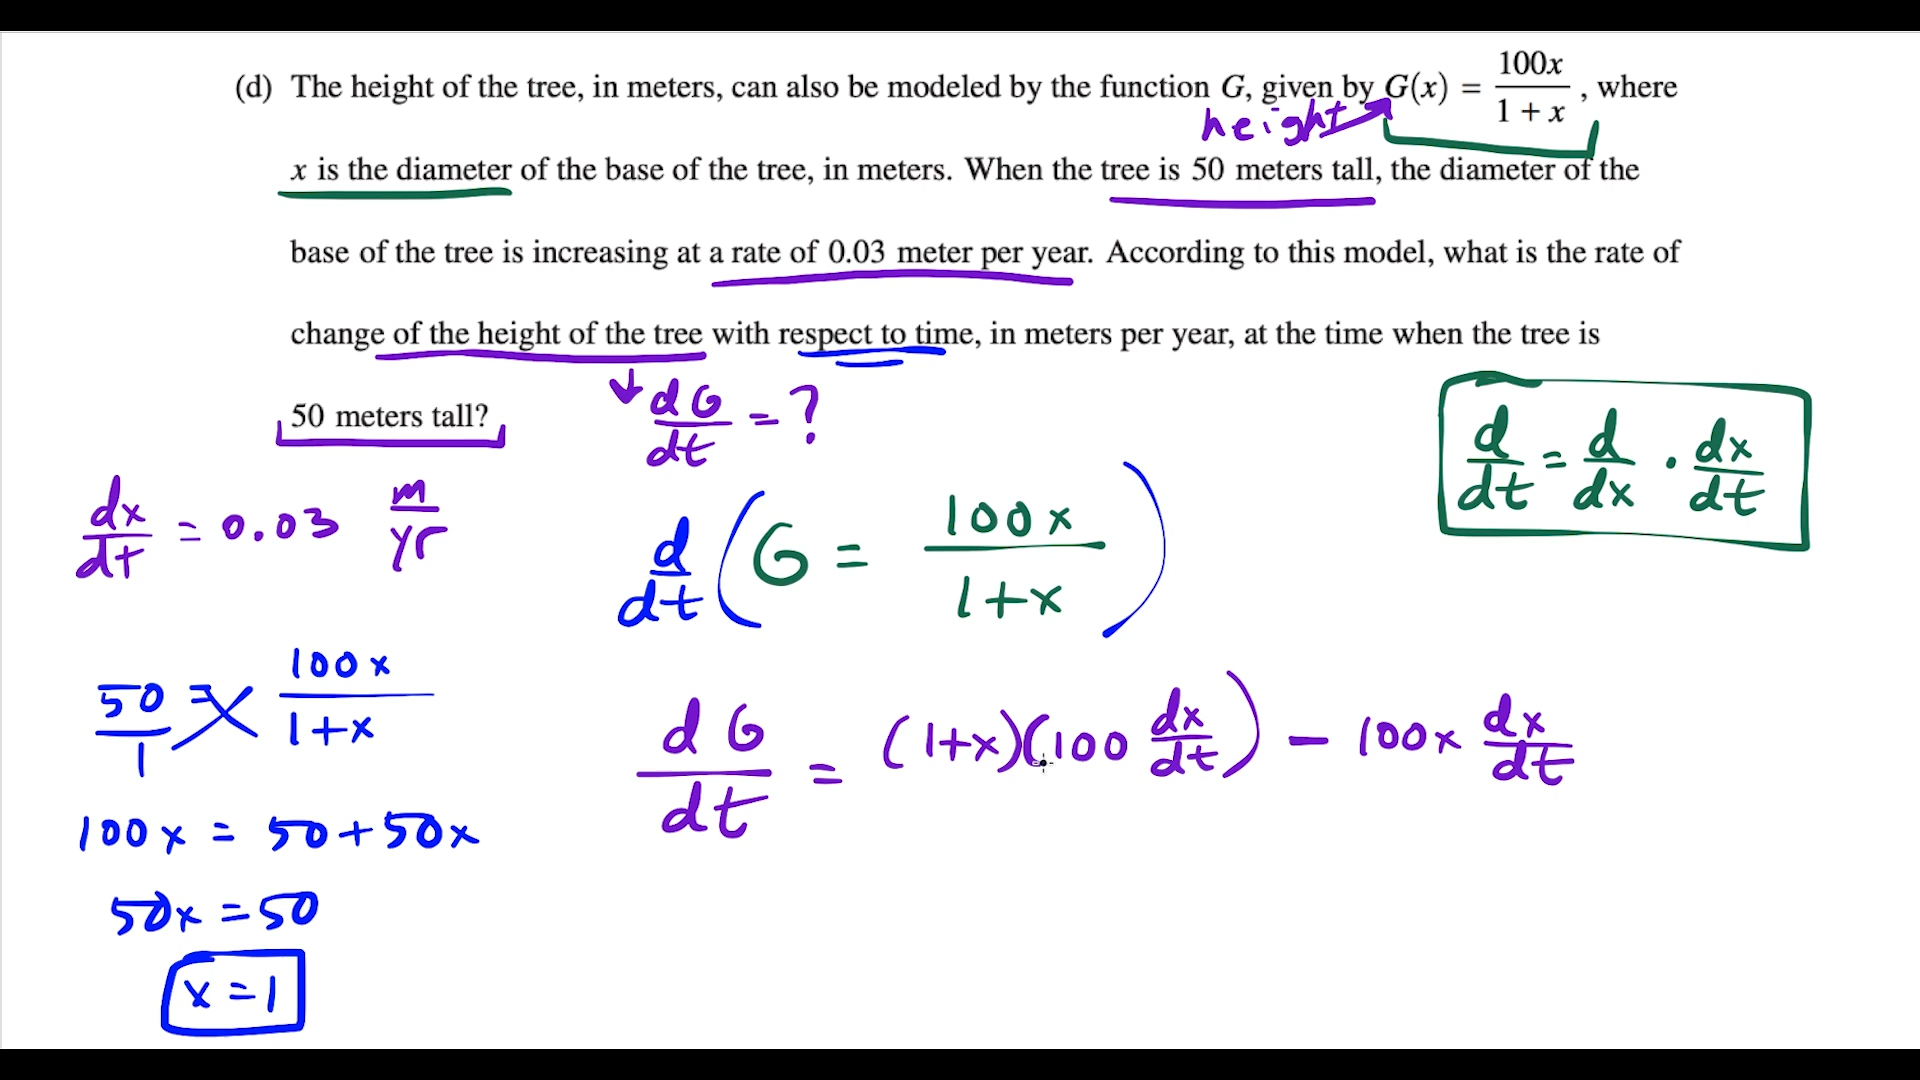 (d) The height of the tree, in meters, can also be modeled by the function G, given by G(x) = 100x / 1 + x , where
height
x is the diameter of the base of the tree, in meters. When the tree is 50 meters tall, the diameter of the
base of the tree is increasing at a rate of 0.03 meter per year. According to this model, what is the rate of
change of the height of the tree with respect to time, in meters per year, at the time when the tree is
50 meters tall?
dG/dt = ?
d/dt = d/dx · dx/dt
dx/dt = 0.03 m/yr
d/dt (G = 100x / 1+x)
50/1 = 100x / 1+x
dG/dt = (1+x)(100 dx/dt) − 100x dx/dt
100x = 50+50x
50x = 50
x = 1